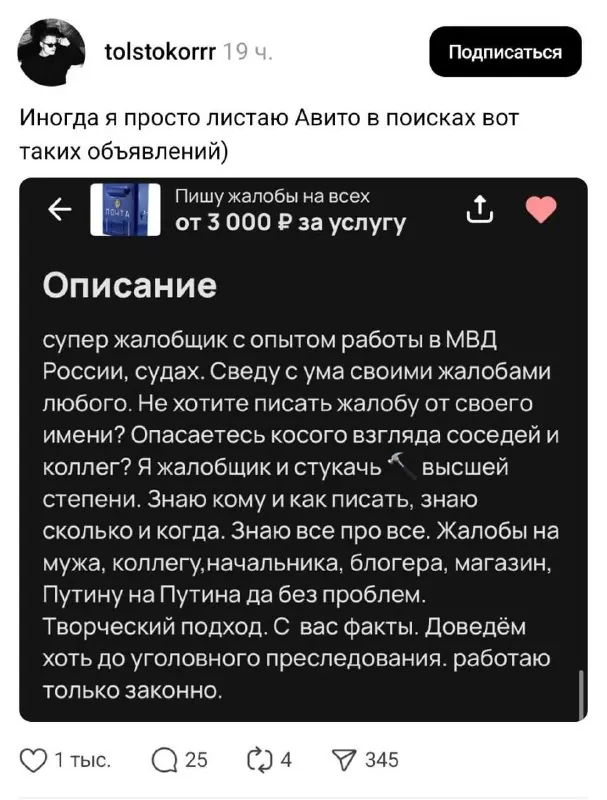 tolstokorrr 19 ч.
Подписаться
Иногда я просто листаю Авито в поисках вот
таких объявлений)
ПОЧТА
Пишу жалобы на всех
от 3 000 ₽ за услугу
Описание
супер жалобщик с опытом работы в МВД
России, судах. Сведу с ума своими жалобами
любого. Не хотите писать жалобу от своего
имени? Опасаетесь косого взгляда соседей и
коллег? Я жалобщик и стукачь🔨 высшей
степени. Знаю кому и как писать, знаю
сколько и когда. Знаю все про все. Жалобы на
мужа, коллегу,начальника, блогера, магазин,
Путину на Путина да без проблем.
Творческий подход. С вас факты. Доведём
хоть до уголовного преследования. работаю
только законно.
1 тыс. 25 4 345